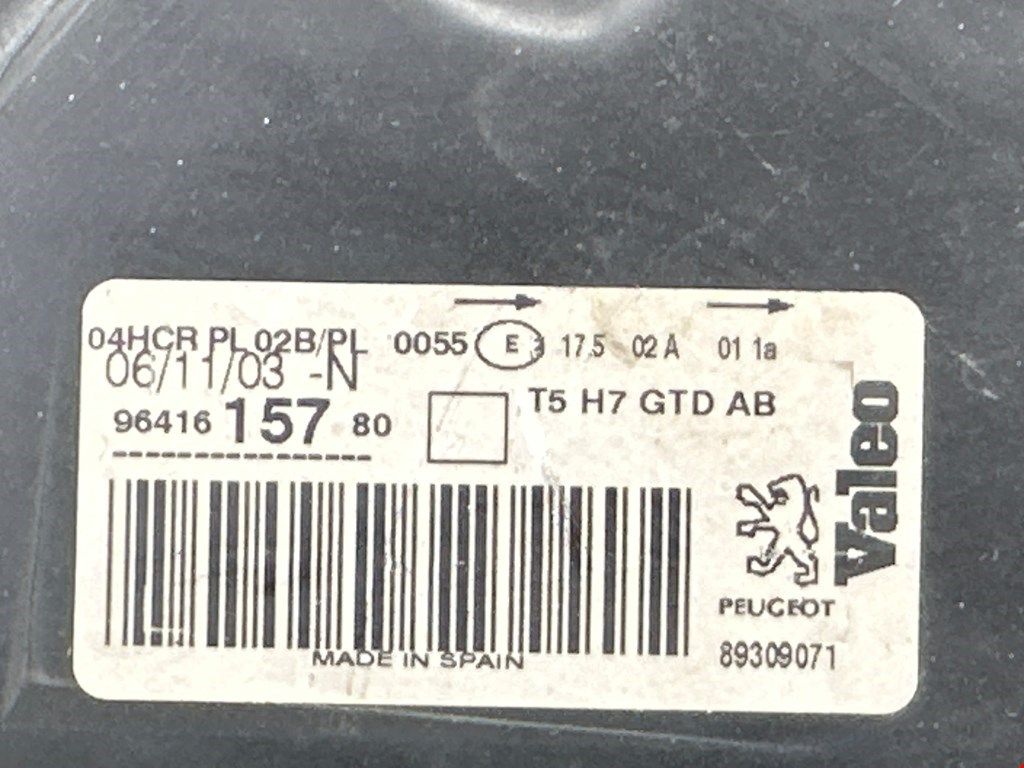 04HCR PL 02B/PL 0055 E 3 17,5 02 A 01 1a
06/11/03 -N
T5 H7 GTD AB
96416 157 80
Valeo
PEUGEOT
MADE IN SPAIN
89309071